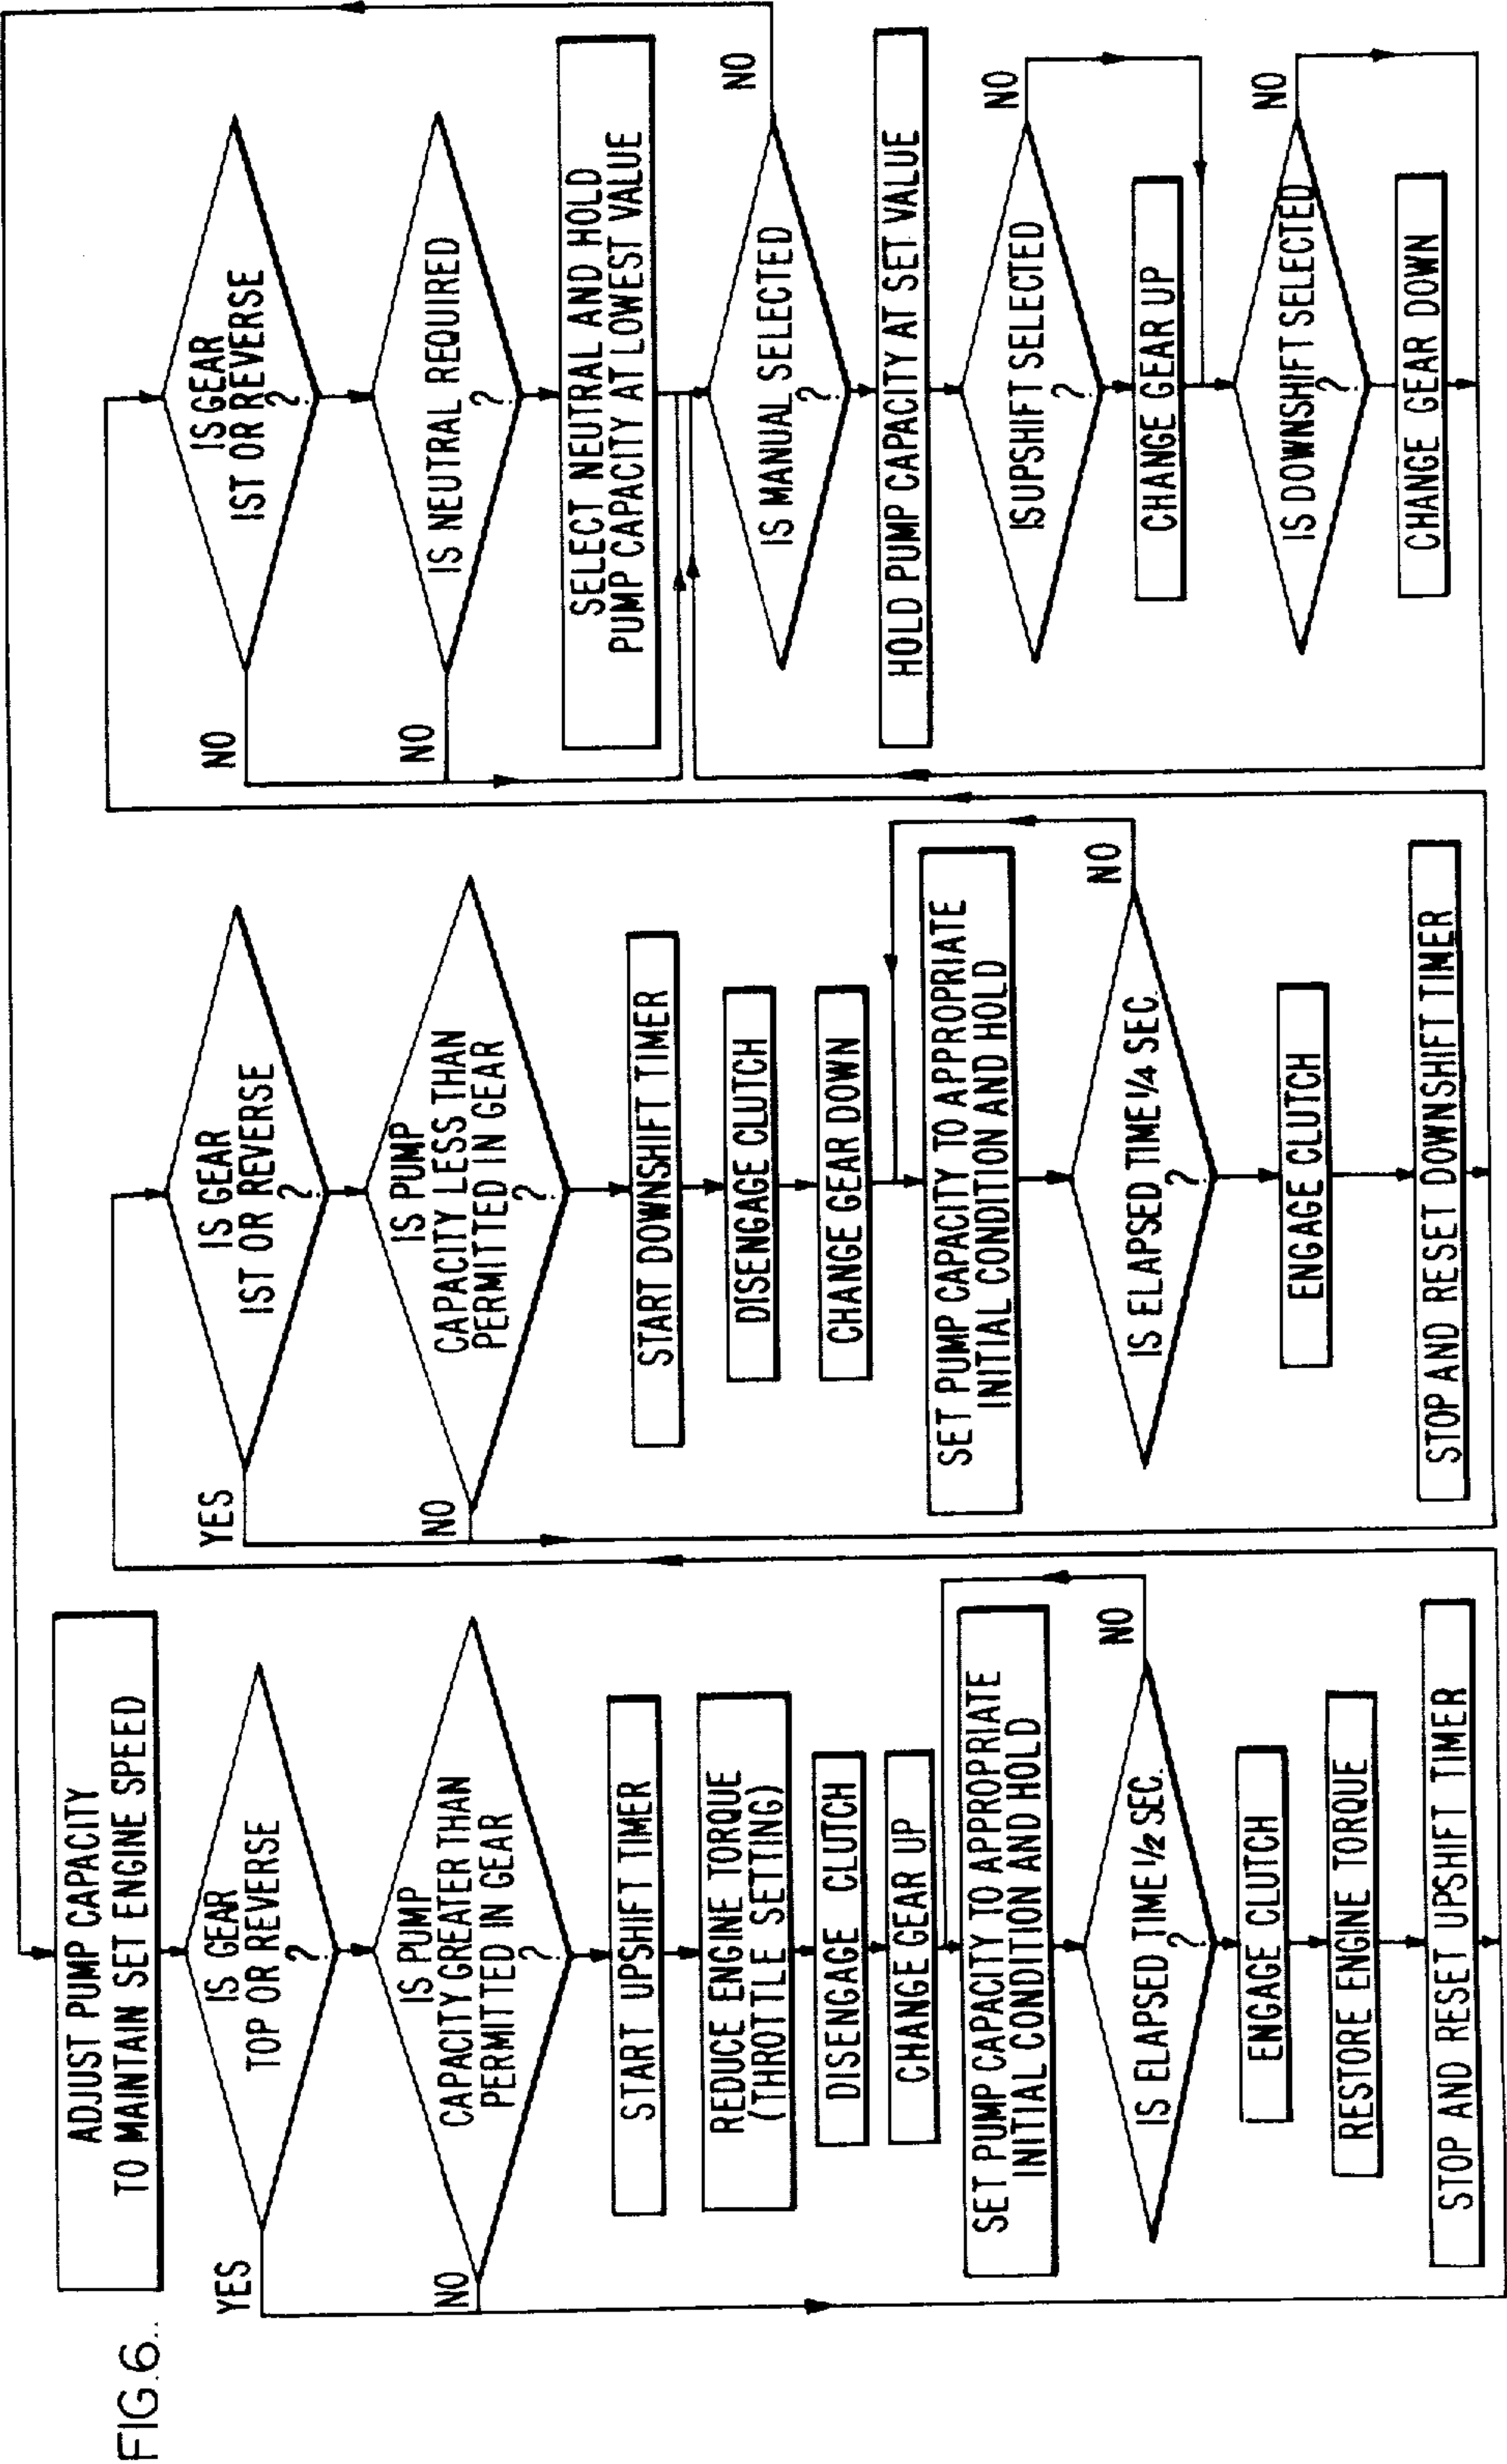 FIG.6.
ADJUST PUMP CAPACITY
TO MAINTAIN SET ENGINE SPEED
IS GEAR
TOP OR REVERSE
?
YES
IS PUMP
CAPACITY GREATER THAN
PERMITTED IN GEAR
?
NO
START UPSHIFT TIMER
REDUCE ENGINE TORQUE
(THROTTLE SETTING)
DISENGAGE CLUTCH
CHANGE GEAR UP
SET PUMP CAPACITY TO APPROPRIATE
INITIAL CONDITION AND HOLD
IS ELAPSED TIME 1/2 SEC.
?
NO
ENGAGE CLUTCH
RESTORE ENGINE TORQUE
STOP AND RESET UPSHIFT TIMER
IS GEAR
IST OR REVERSE
?
YES
IS PUMP
CAPACITY LESS THAN
PERMITTED IN GEAR
?
NO
START DOWNSHIFT TIMER
DISENGAGE CLUTCH
CHANGE GEAR DOWN
SET PUMP CAPACITY TO APPROPRIATE
INITIAL CONDITION AND HOLD
IS ELAPSED TIME 1/4 SEC
?
NO
ENGAGE CLUTCH
STOP AND RESET DOWNSHIFT TIMER
IS GEAR
IST OR REVERSE
?
NO
IS NEUTRAL REQUIRED
?
NO
SELECT NEUTRAL AND HOLD
PUMP CAPACITY AT LOWEST VALUE
IS MANUAL SELECTED
?
NO
HOLD PUMP CAPACITY AT SET VALUE
IS UPSHIFT SELECTED
?
NO
CHANGE GEAR UP
IS DOWNSHIFT SELECTED
?
NO
CHANGE GEAR DOWN